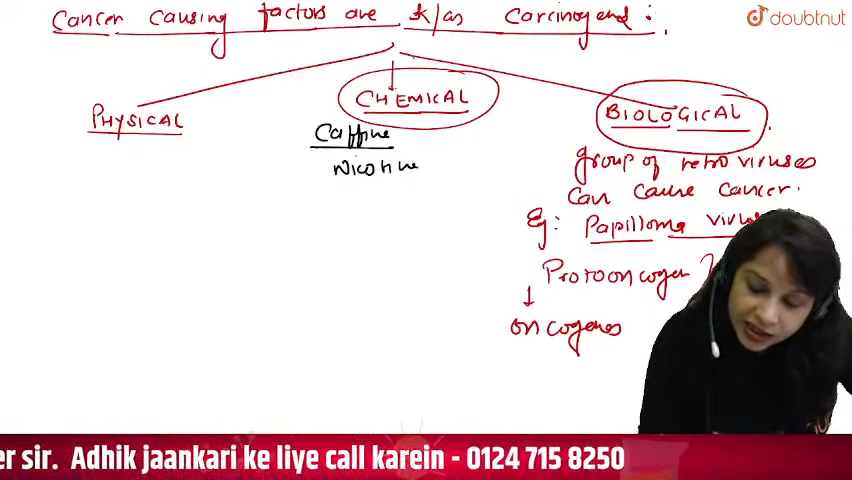 Cancer causing factors are k/as Carcinogens :.
doubtnut
PHYSICAL
CHEMICAL
BIOLOGICAL
Caffine
Nicotine
group of retroviruses
can cause cancer.
Eg: Papilloma virus
Protooncogen
↓
oncogenes
er sir. Adhik jaankari ke liye call karein - 0124 715 8250